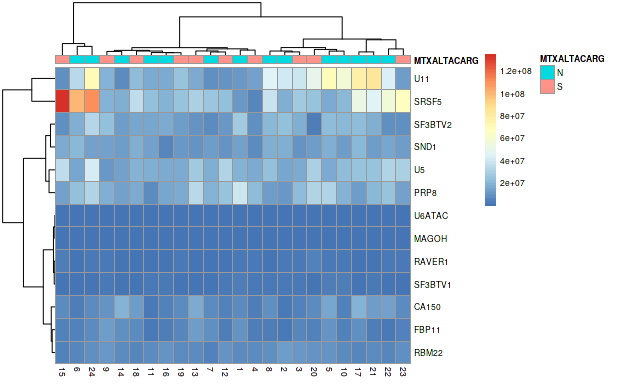 MTXALTACARG
U11
SRSF5
SF3BTV2
SND1
U5
PRP8
U6ATAC
MAGOH
RAVER1
SF3BTV1
CA150
FBP11
RBM22
15 6 24 9 14 18 11 16 19 13 7 12 1 4 8 2 3 20 5 10 17 21 22 23
1.2e+08
1e+08
8e+07
6e+07
4e+07
2e+07
MTXALTACARG
N
S